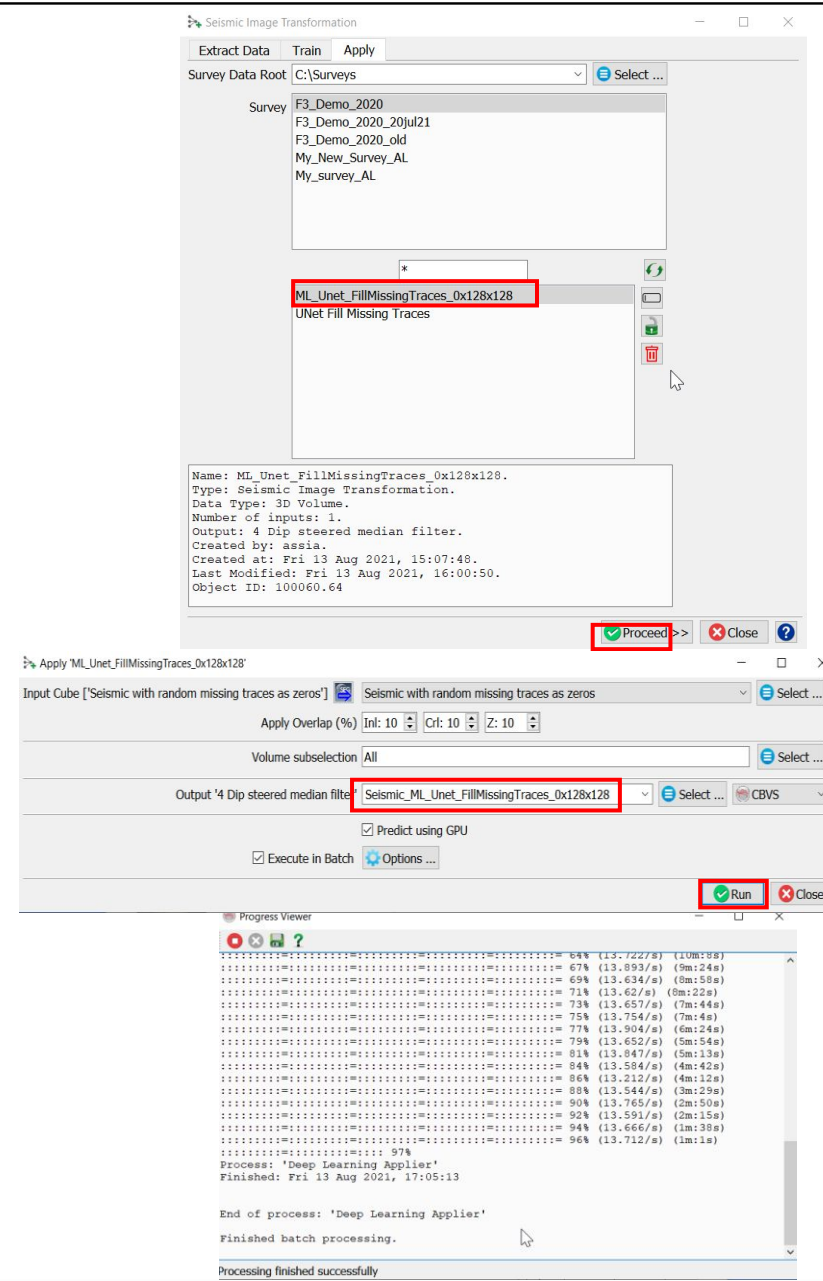 Seismic Image Transformation
Extract Data Train Apply
Survey Data Root C:\Surveys Select ...
Survey F3_Demo_2020
F3_Demo_2020_20jul21
F3_Demo_2020_old
My_New_Survey_AL
My_survey_AL
*
ML_Unet_FillMissingTraces_0x128x128
UNet Fill Missing Traces
Name: ML_Unet_FillMissingTraces_0x128x128.
Type: Seismic Image Transformation.
Data Type: 3D Volume.
Number of inputs: 1.
Output: 4 Dip steered median filter.
Created by: assia.
Created at: Fri 13 Aug 2021, 15:07:48.
Last Modified: Fri 13 Aug 2021, 16:00:50.
Object ID: 100060.64
Proceed >> Close ?
Apply 'ML_Unet_FillMissingTraces_0x128x128'
Input Cube ['Seismic with random missing traces as zeros'] Seismic with random missing traces as zeros Select ...
Apply Overlap (%) Inl: 10 Crl: 10 Z: 10
Volume subselection All Select ...
Output '4 Dip steered median filter' Seismic_ML_Unet_FillMissingTraces_0x128x128 Select ... CBVS
Predict using GPU
Execute in Batch Options ...
Run Close
Progress Viewer
?
:::::::::=:::::::::=:::::::::=:::::::::=:::::::::= 64% (13.722/s) (10m:8s)
:::::::::=:::::::::=:::::::::=:::::::::=:::::::::= 67% (13.893/s) (9m:24s)
:::::::::=:::::::::=:::::::::=:::::::::=:::::::::= 69% (13.634/s) (8m:58s)
:::::::::=:::::::::=:::::::::=:::::::::=:::::::::= 71% (13.62/s) (8m:22s)
:::::::::=:::::::::=:::::::::=:::::::::=:::::::::= 73% (13.657/s) (7m:44s)
:::::::::=:::::::::=:::::::::=:::::::::=:::::::::= 75% (13.754/s) (7m:4s)
:::::::::=:::::::::=:::::::::=:::::::::=:::::::::= 77% (13.904/s) (6m:24s)
:::::::::=:::::::::=:::::::::=:::::::::=:::::::::= 79% (13.652/s) (5m:54s)
:::::::::=:::::::::=:::::::::=:::::::::=:::::::::= 81% (13.847/s) (5m:13s)
:::::::::=:::::::::=:::::::::=:::::::::=:::::::::= 84% (13.584/s) (4m:42s)
:::::::::=:::::::::=:::::::::=:::::::::=:::::::::= 86% (13.212/s) (4m:12s)
:::::::::=:::::::::=:::::::::=:::::::::=:::::::::= 88% (13.544/s) (3m:29s)
:::::::::=:::::::::=:::::::::=:::::::::=:::::::::= 90% (13.765/s) (2m:50s)
:::::::::=:::::::::=:::::::::=:::::::::=:::::::::= 92% (13.591/s) (2m:15s)
:::::::::=:::::::::=:::::::::=:::::::::=:::::::::= 94% (13.666/s) (1m:38s)
:::::::::=:::::::::=:::::::::=:::::::::=:::::::::= 96% (13.712/s) (1m:1s)
:::::::::=:::::::::=:::: 97%
Process: 'Deep Learning Applier'
Finished: Fri 13 Aug 2021, 17:05:13
End of process: 'Deep Learning Applier'
Finished batch processing.
Processing finished successfully